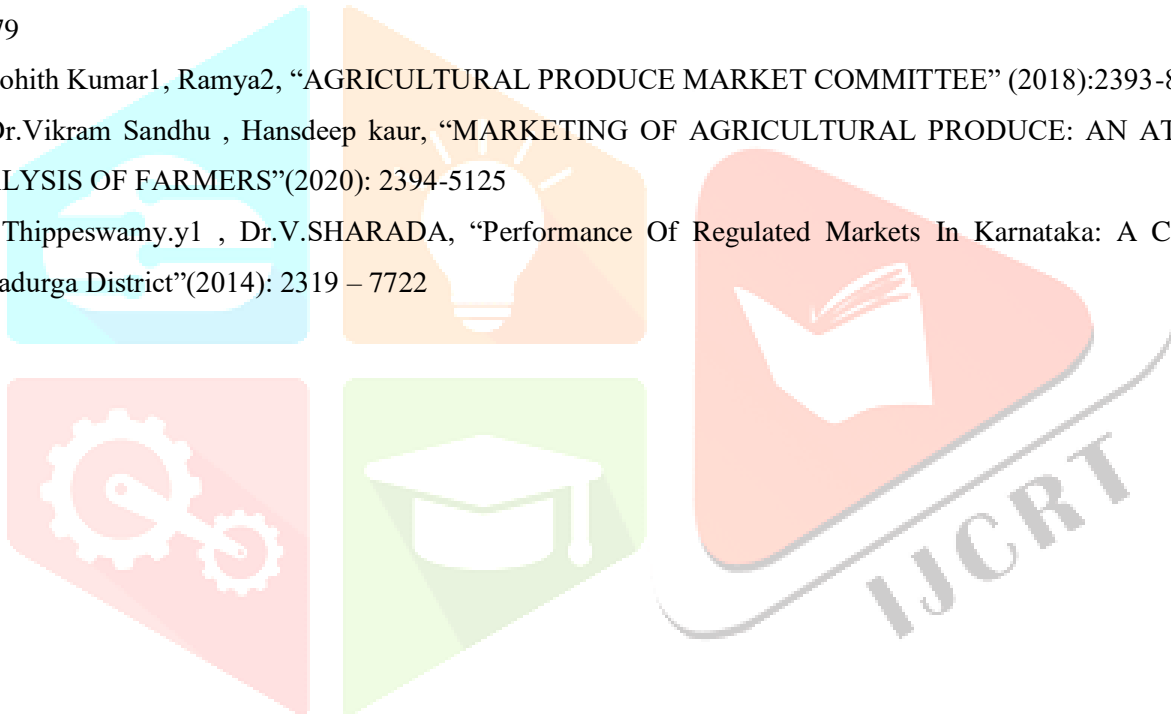 79
ohith Kumar1, Ramya2, “AGRICULTURAL PRODUCE MARKET COMMITTEE” (2018):2393-8
Dr.Vikram Sandhu , Hansdeep kaur, “MARKETING OF AGRICULTURAL PRODUCE: AN AT
LYSIS OF FARMERS”(2020): 2394-5125
Thippeswamy.y1 , Dr.V.SHARADA, “Performance Of Regulated Markets In Karnataka: A C
adurga District”(2014): 2319 – 7722
IJCRT